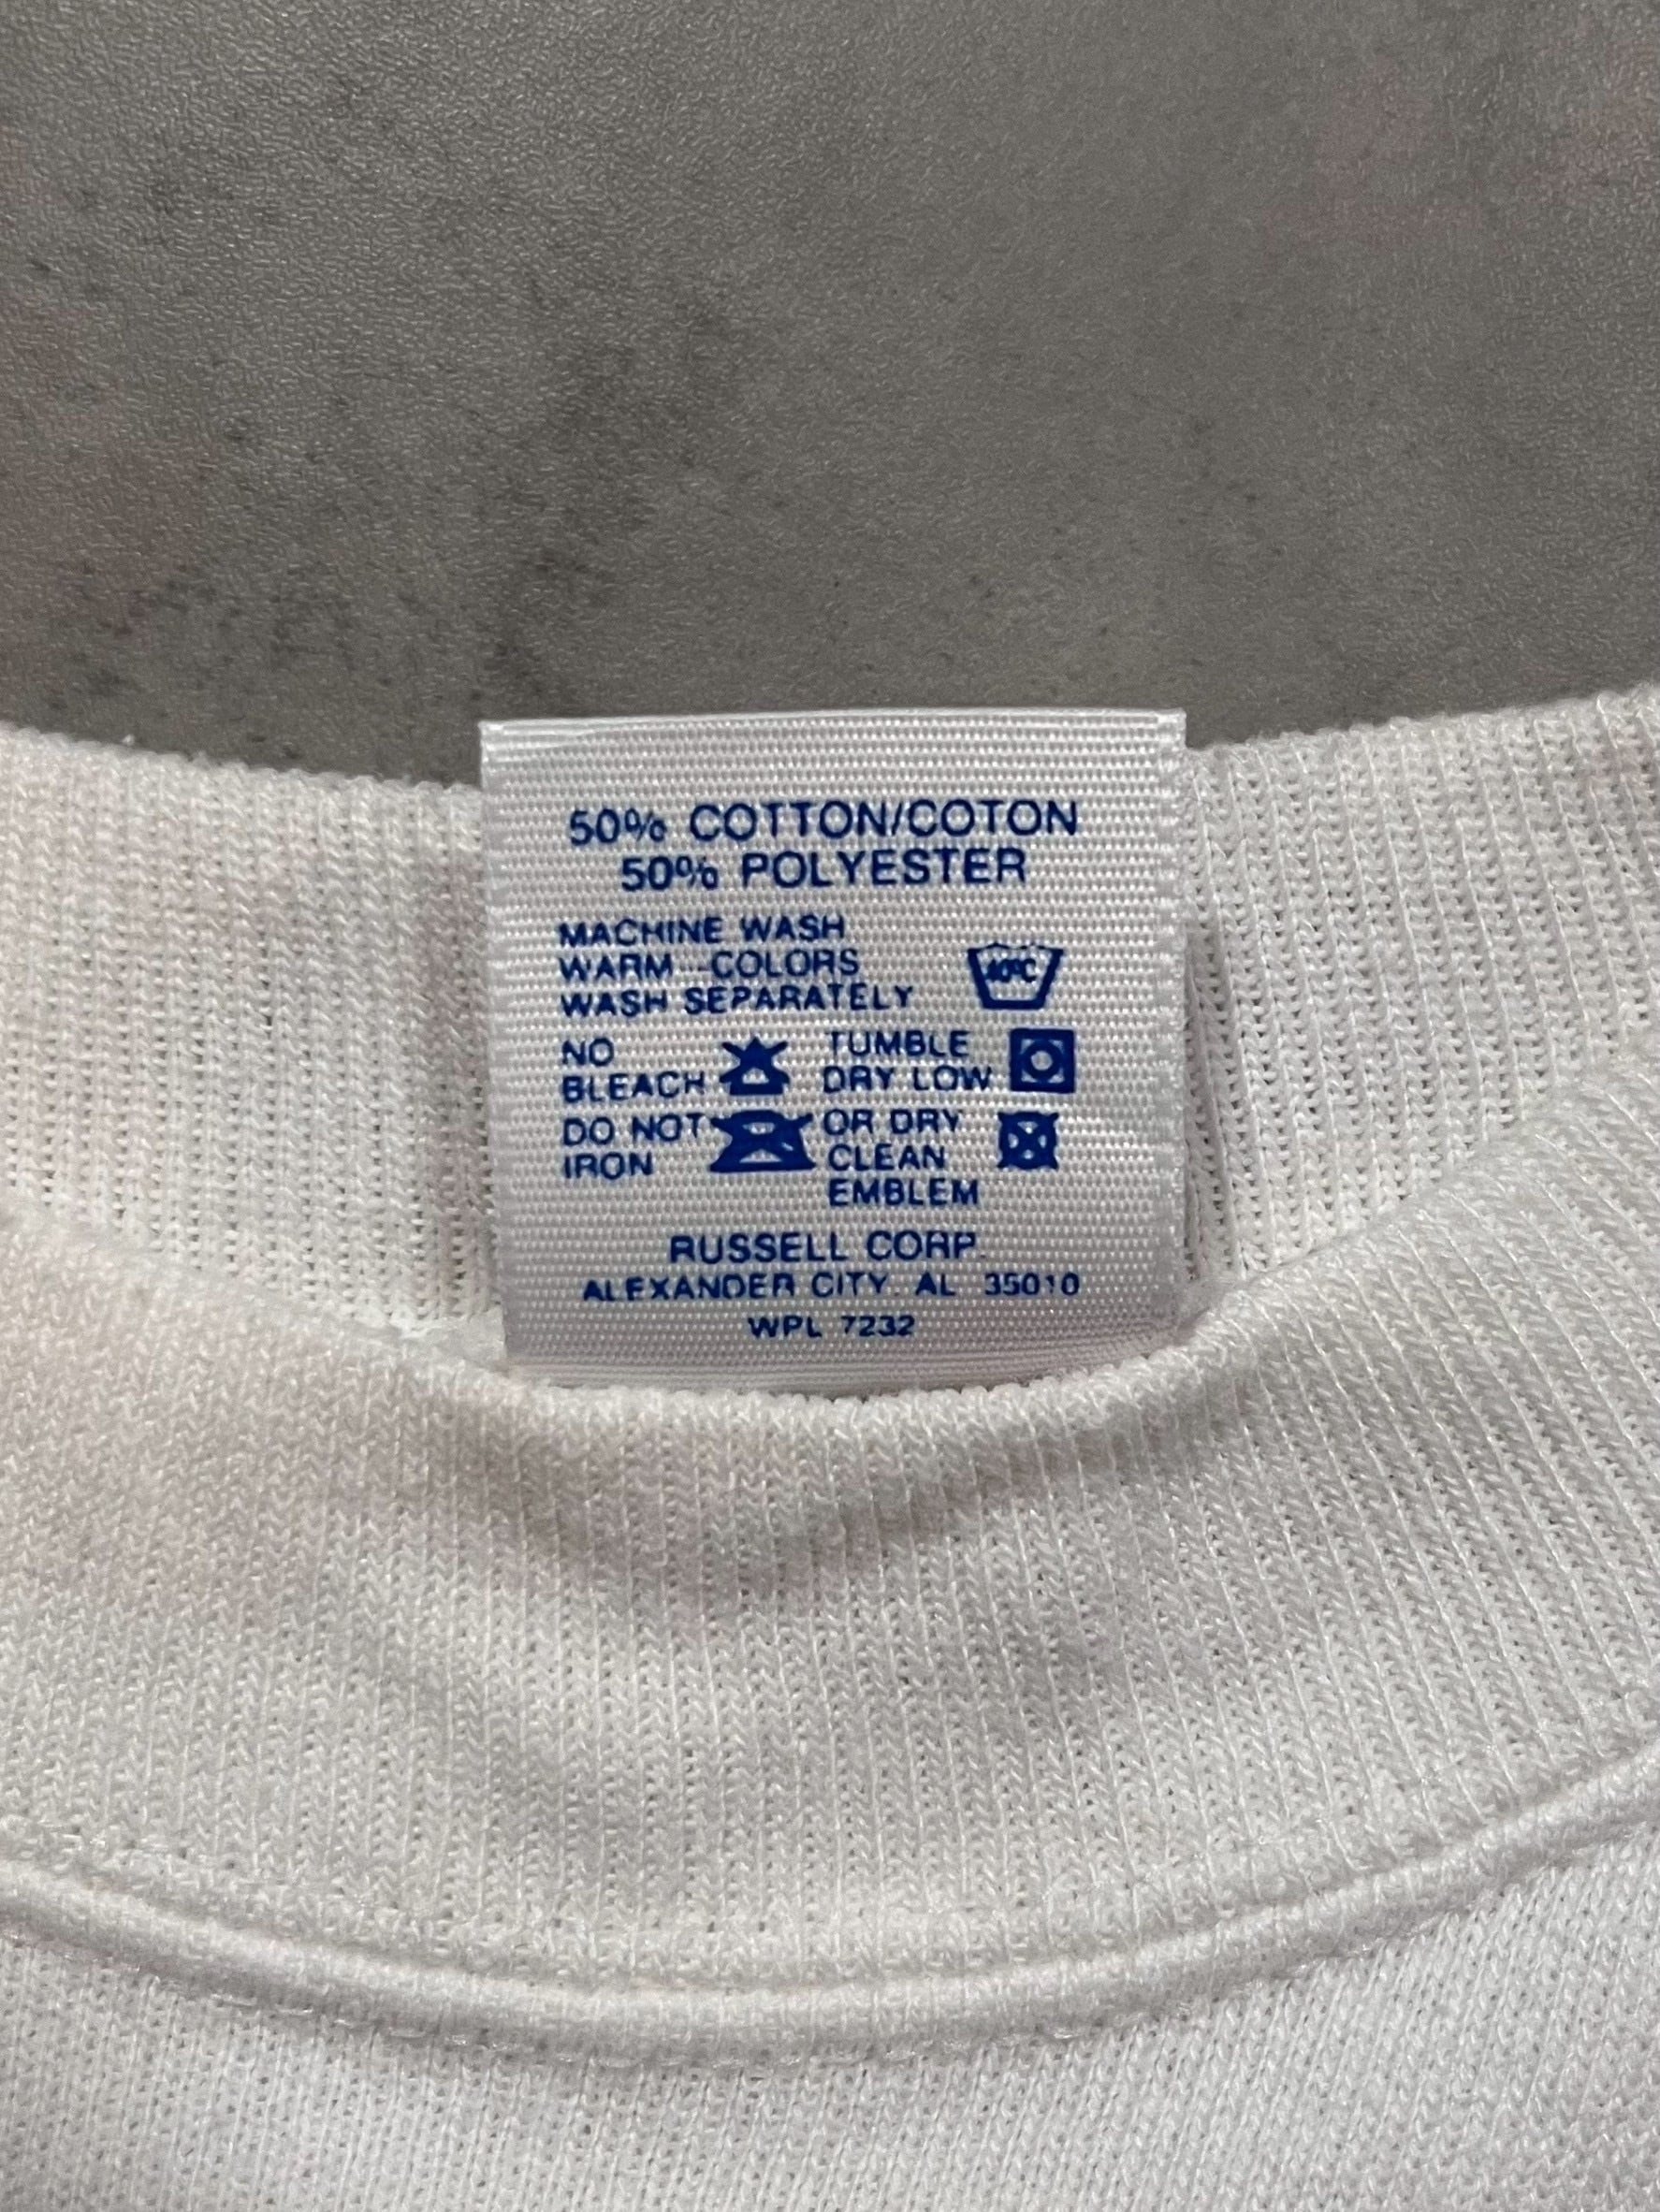 50% COTTON/COTON
50% POLYESTER
MACHINE WASH
WARM - COLORS
WASH SEPARATELY
40°C
NO
BLEACH
TUMBLE
DRY LOW
DO NOT
IRON
OR DRY
CLEAN
EMBLEM
RUSSELL CORP.
ALEXANDER CITY, AL 35010
WPL 7232